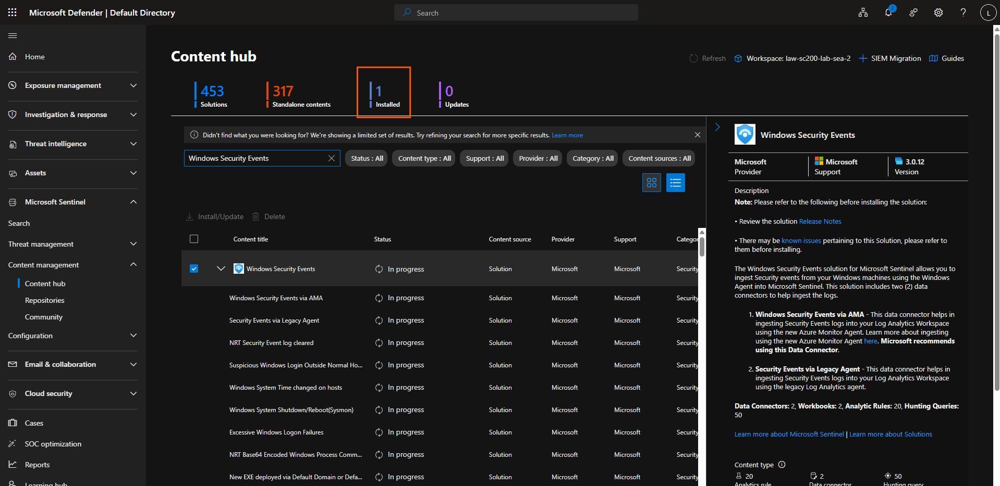 Microsoft Defender | Default Directory
Search
2
L
Home
Exposure management
Investigation & response
Threat intelligence
Assets
Microsoft Sentinel
Search
Threat management
Content management
Content hub
Repositories
Community
Configuration
Email & collaboration
Cloud security
Cases
SOC optimization
Reports
Learning hub
Content hub
Refresh
Workspace: law-sc200-lab-sea-2
SIEM Migration
Guides
453
Solutions
317
Standalone contents
1
Installed
0
Updates
Didn't find what you were looking for? We're showing a limited set of results. Try refining your search for more specific results. Learn more
Windows Security Events
Status : All
Content type : All
Support : All
Provider : All
Category : All
Content sources : All
Install/Update
Delete
Content title Status Content source Provider Support Categor
Windows Security Events In progress Solution Microsoft Microsoft Security
Windows Security Events via AMA In progress Solution Microsoft Microsoft Security
Security Events via Legacy Agent In progress Solution Microsoft Microsoft Security
NRT Security Event log cleared In progress Solution Microsoft Microsoft Security
Suspicious Windows Login Outside Normal Ho... In progress Solution Microsoft Microsoft Security
Windows System Time changed on hosts In progress Solution Microsoft Microsoft Security
Windows System Shutdown/Reboot(Sysmon) In progress Solution Microsoft Microsoft Security
Excessive Windows Logon Failures In progress Solution Microsoft Microsoft Security
NRT Base64 Encoded Windows Process Comm... In progress Solution Microsoft Microsoft Security
New EXE deployed via Default Domain or Defa... In progress Solution Microsoft Microsoft Security
Windows Security Events
Microsoft
Provider
Microsoft
Support
3.0.12
Version
Description
Note: Please refer to the following before installing the solution:
• Review the solution Release Notes
• There may be known issues pertaining to this Solution, please refer to
them before installing.
The Windows Security Events solution for Microsoft Sentinel allows you to
ingest Security events from your Windows machines using the Windows
Agent into Microsoft Sentinel. This solution includes two (2) data
connectors to help ingest the logs.
1. Windows Security Events via AMA - This data connector helps in
ingesting Security Events logs into your Log Analytics Workspace
using the new Azure Monitor Agent. Learn more about ingesting
using the new Azure Monitor Agent here. Microsoft recommends
using this Data Connector.
2. Security Events via Legacy Agent - This data connector helps in
ingesting Security Events logs into your Log Analytics Workspace
using the legacy Log Analytics agent.
Data Connectors: 2, Workbooks: 2, Analytic Rules: 20, Hunting Queries:
50
Learn more about Microsoft Sentinel | Learn more about Solutions
Content type
20
Analytics rule
2
Data connector
50
Hunting query